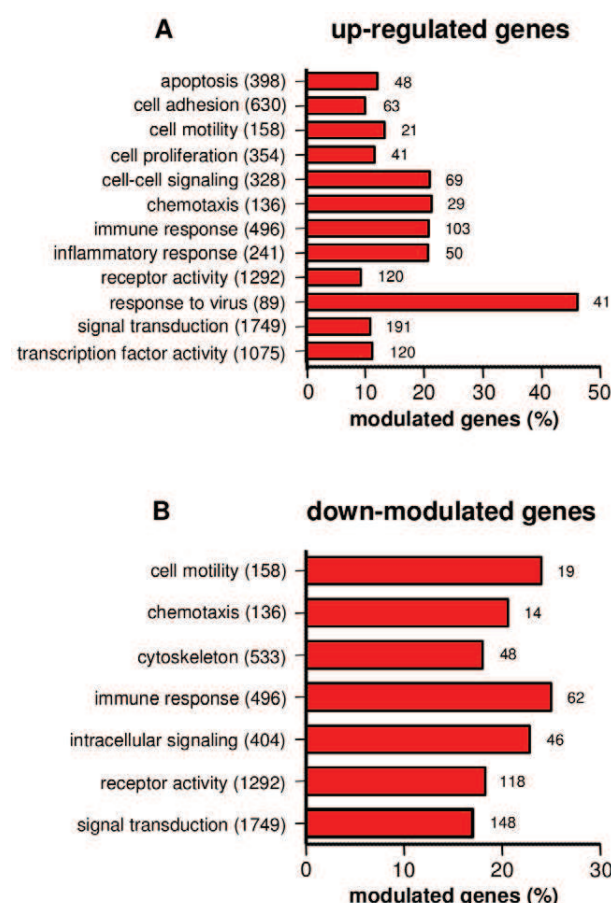 A up-regulated genes
apoptosis (398) 48
cell adhesion (630) 63
cell motility (158) 21
cell proliferation (354) 41
cell-cell signaling (328) 69
chemotaxis (136) 29
immune response (496) 103
inflammatory response (241) 50
receptor activity (1292) 120
response to virus (89) 41
signal transduction (1749) 191
transcription factor activity (1075) 120
0 10 20 30 40 50
modulated genes (%)
B down-modulated genes
cell motility (158) 19
chemotaxis (136) 14
cytoskeleton (533) 48
immune response (496) 62
intracellular signaling (404) 46
receptor activity (1292) 118
signal transduction (1749) 148
0 10 20 30
modulated genes (%)